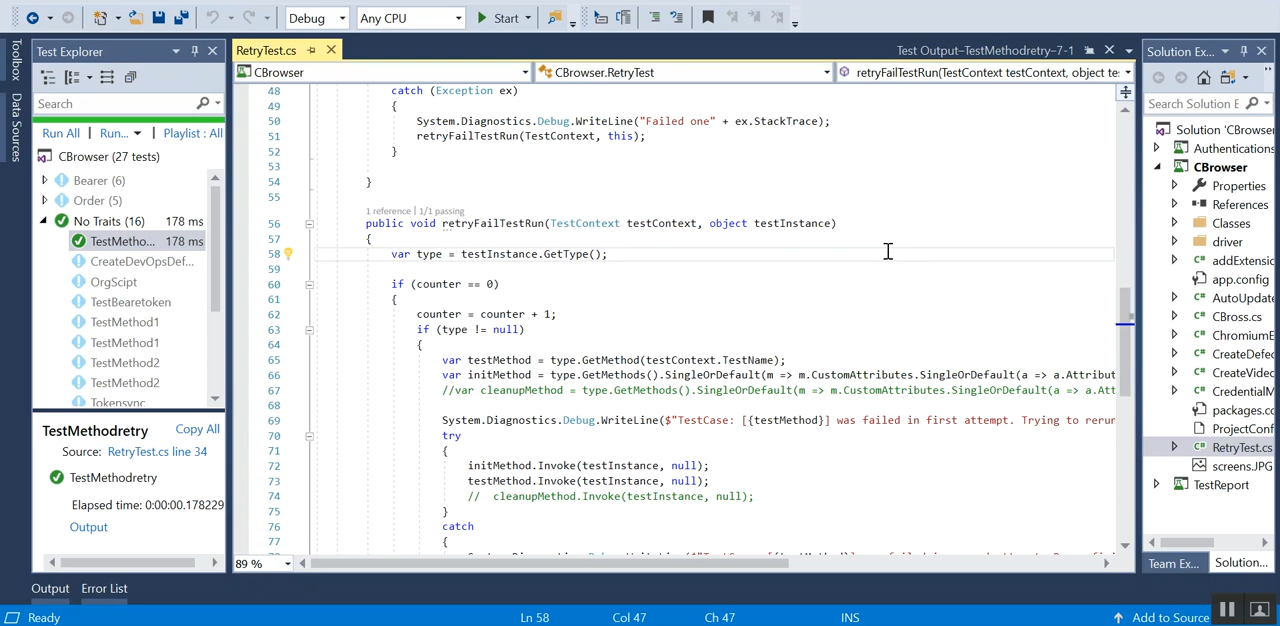 Debug Any CPU Start
Toolbox
Data Sources
Test Explorer
Search
Run All | Run... Playlist : All
CBrowser (27 tests)
Bearer (6)
Order (5)
No Traits (16) 178 ms
TestMetho... 178 ms
CreateDevOpsDef...
OrgScipt
TestBearetoken
TestMethod1
TestMethod1
TestMethod2
TestMethod2
Tokensvnc
TestMethodretry Copy All
Source: RetryTest.cs line 34
TestMethodretry
Elapsed time: 0:00:00.178229
Output
RetryTest.cs Test Output–TestMethodretry–7-1
CBrowser CBrowser.RetryTest retryFailTestRun(TestContext testContext, object te:
48 catch (Exception ex)
49 {
50 System.Diagnostics.Debug.WriteLine("Failed one" + ex.StackTrace);
51 retryFailTestRun(TestContext, this);
52 }
53
54 }
55
1 reference | 1/1 passing
56 public void retryFailTestRun(TestContext testContext, object testInstance)
57 {
58 var type = testInstance.GetType();
59
60 if (counter == 0)
61 {
62 counter = counter + 1;
63 if (type != null)
64 {
65 var testMethod = type.GetMethod(testContext.TestName);
66 var initMethod = type.GetMethods().SingleOrDefault(m => m.CustomAttributes.SingleOrDefault(a => a.Attribut
67 //var cleanupMethod = type.GetMethods().SingleOrDefault(m => m.CustomAttributes.SingleOrDefault(a => a.Att
68
69 System.Diagnostics.Debug.WriteLine($"TestCase: [{testMethod}] was failed in first attempt. Trying to rerur
70 try
71 {
72 initMethod.Invoke(testInstance, null);
73 testMethod.Invoke(testInstance, null);
74 // cleanupMethod.Invoke(testInstance, null);
75 }
76 catch
77 {
89 %
Solution Ex...
Search Solution E
Solution 'CBrowser
Authentications
CBrowser
Properties
References
Classes
driver
addExtensio
app.config
AutoUpdate
CBross.cs
ChromiumE
CreateDefec
CreateVideo
CredentialM
packages.co
ProjectConf
RetryTest.cs
screens.JPG
TestReport
Team Ex... Solution...
Output Error List
Ready Ln 58 Col 47 Ch 47 INS Add to Source